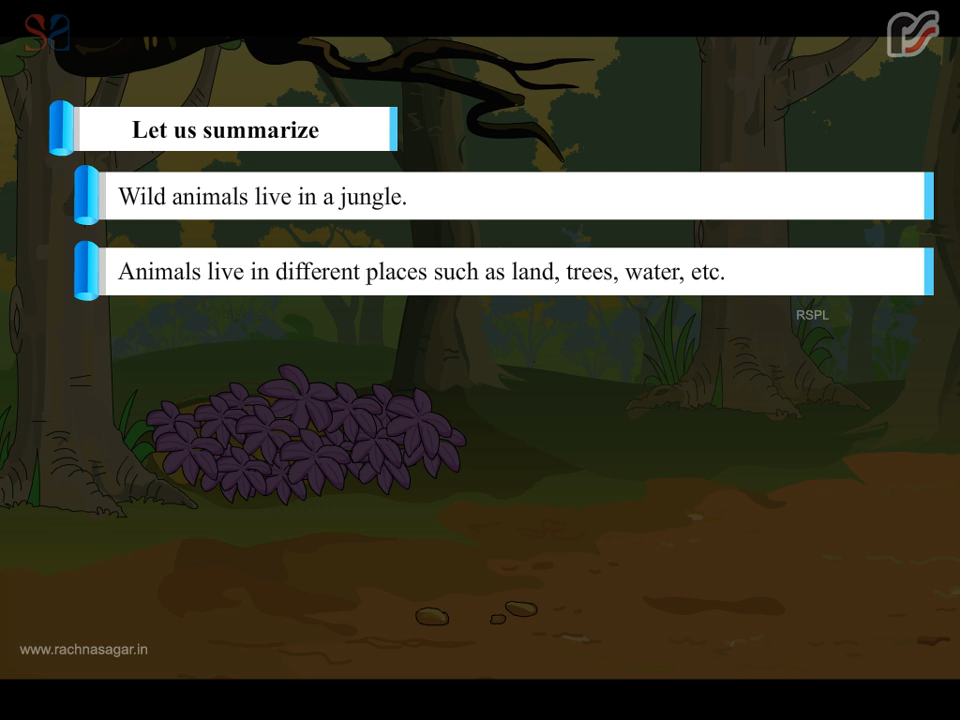 Let us summarize
Wild animals live in a jungle.
Animals live in different places such as land, trees, water, etc.
RSPL
www.rachnasagar.in